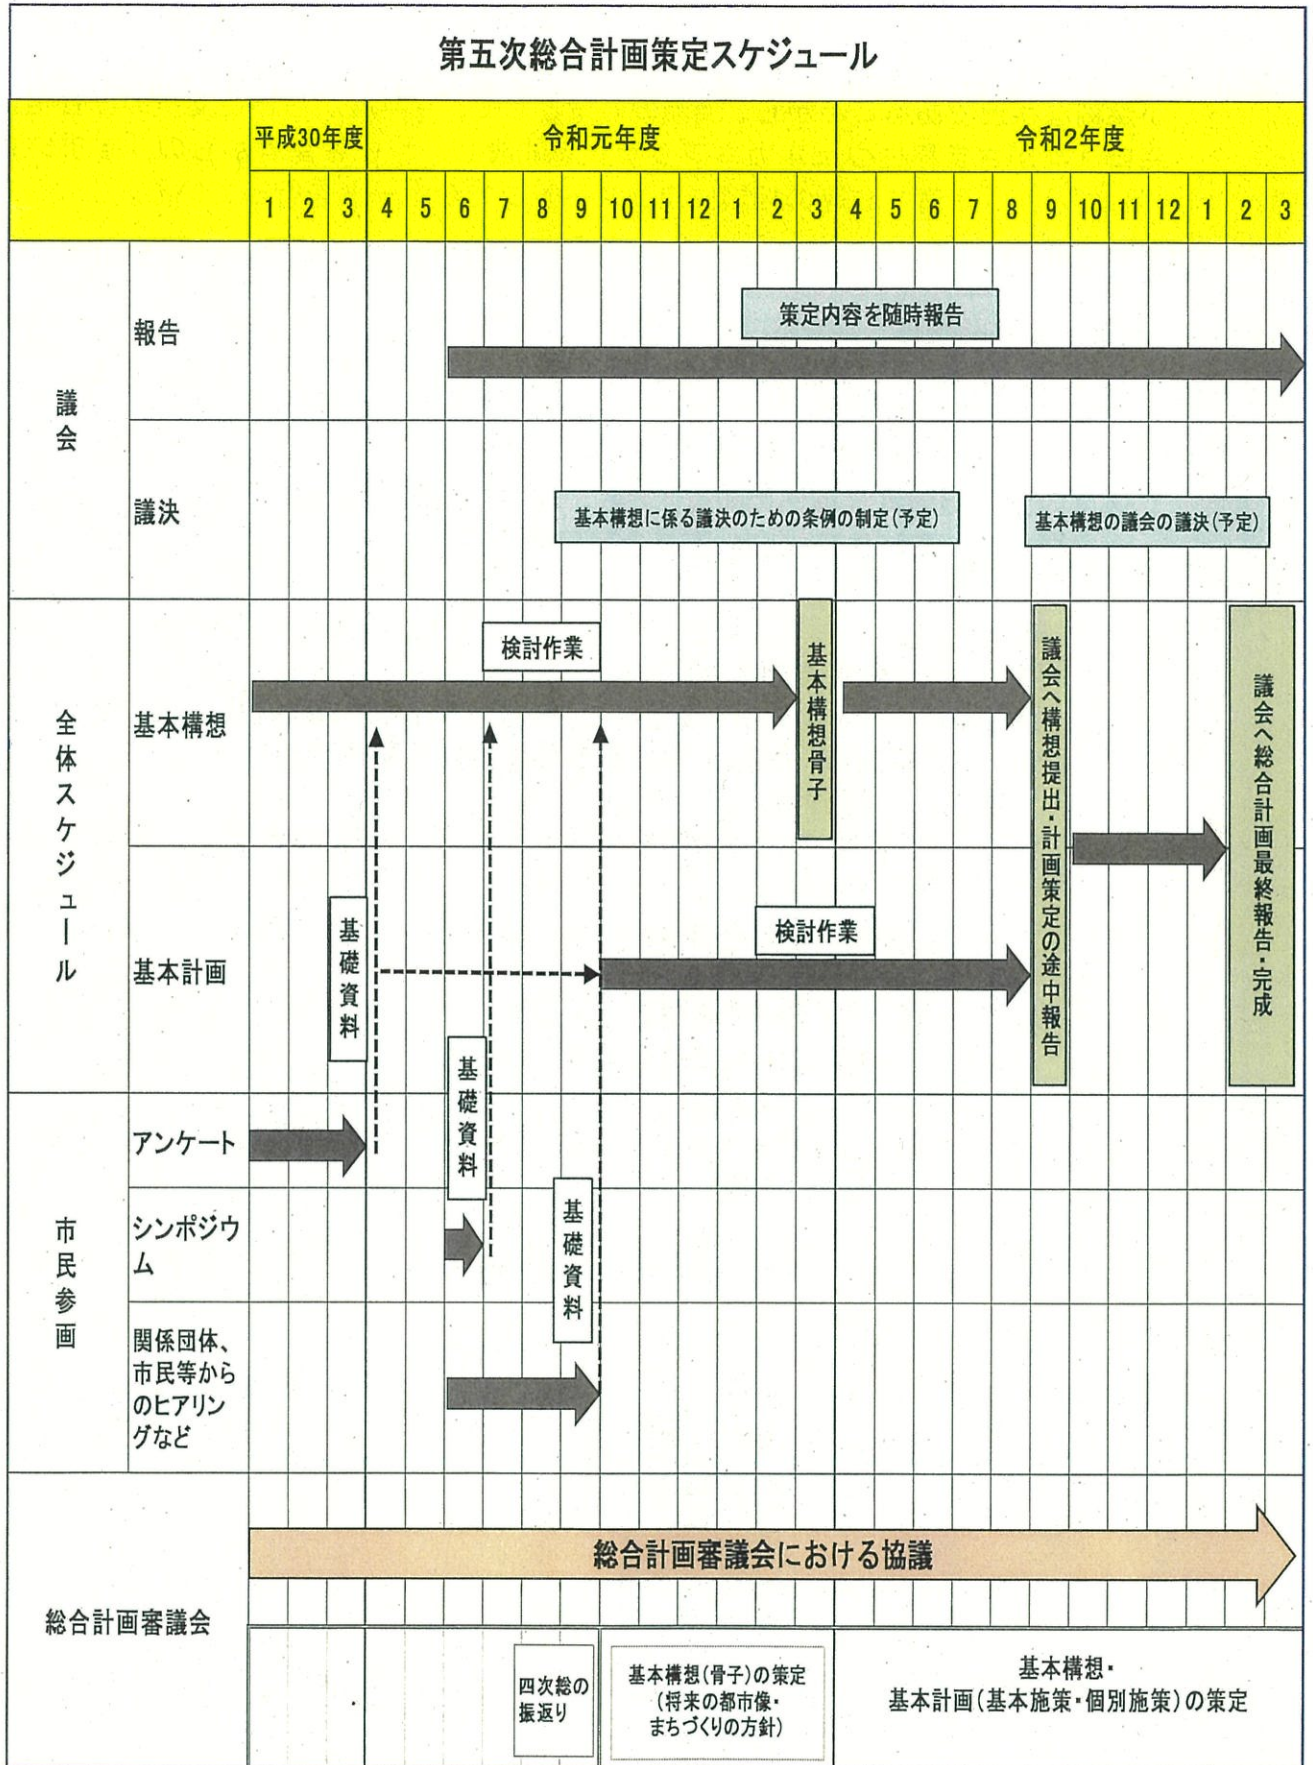 第五次総合計画策定スケジュール
平成30年度
令和元年度
令和2年度
1 2 3 4 5 6 7 8 9 10 11 12 1 2 3 4 5 6 7 8 9 10 11 12 1 2 3
議会
報告
策定内容を随時報告
議決
基本構想に係る議決のための条例の制定(予定)
基本構想の議会の議決(予定)
全体スケジュール
基本構想
検討作業
基本構想骨子
議会へ構想提出・計画策定の途中報告
議会へ総合計画最終報告・完成
基本計画
基礎資料
検討作業
基礎資料
市民参画
アンケート
シンポジウ
ム
基礎資料
関係団体、
市民等から
のヒアリン
グなど
総合計画審議会
総合計画審議会における協議
四次総の
振返り
基本構想(骨子)の策定
(将来の都市像・
まちづくりの方針)
基本構想・
基本計画(基本施策・個別施策)の策定